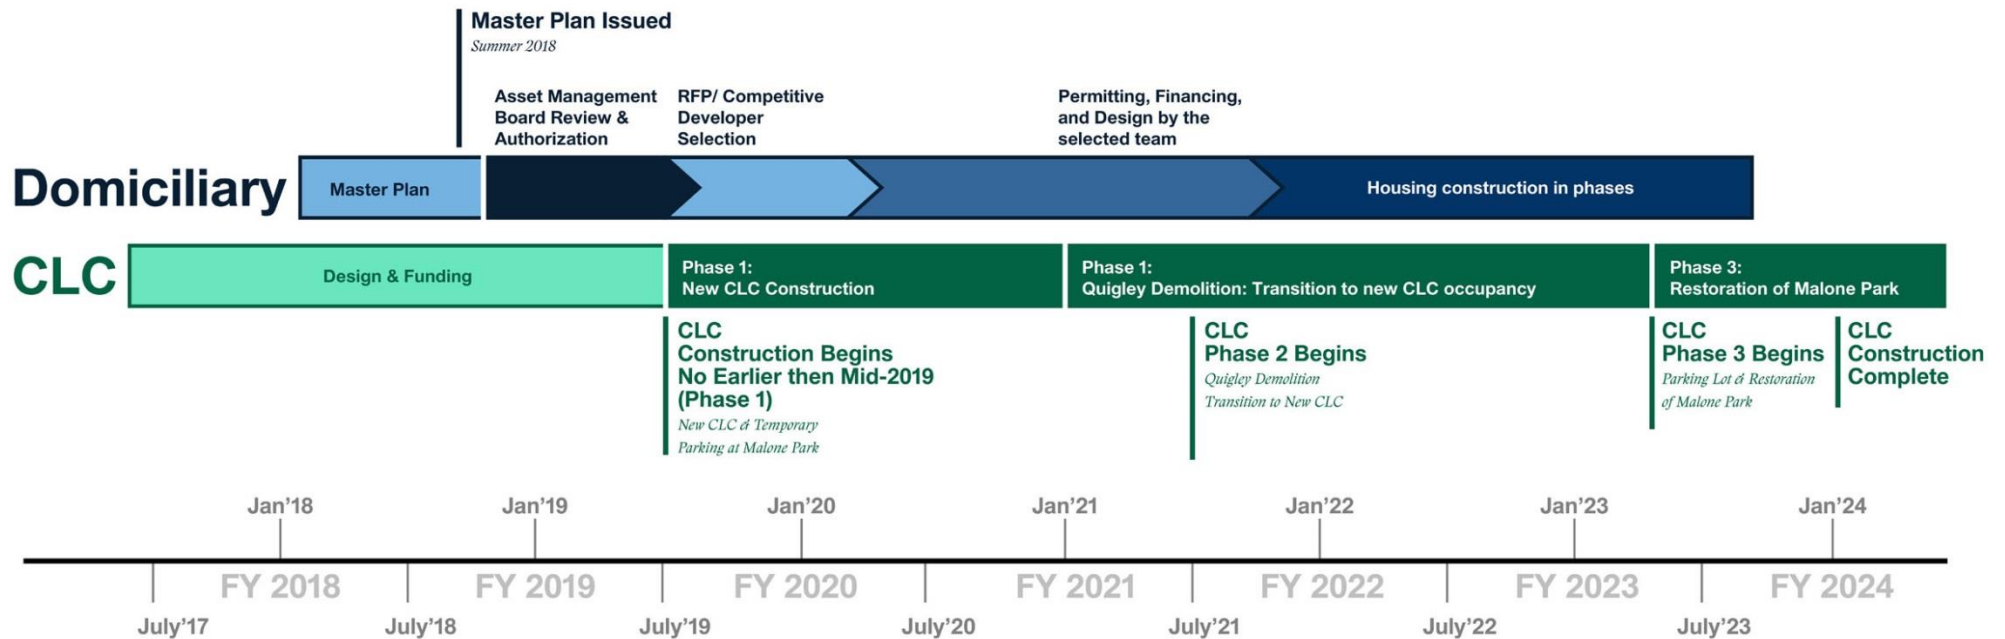 Master Plan Issued
Summer 2018
Asset Management
Board Review &
Authorization
RFP/ Competitive
Developer
Selection
Permitting, Financing,
and Design by the
selected team
Domiciliary
Master Plan
Housing construction in phases
CLC
Design & Funding
Phase 1:
New CLC Construction
Phase 1:
Quigley Demolition: Transition to new CLC occupancy
Phase 3:
Restoration of Malone Park
CLC
Construction Begins
No Earlier then Mid-2019
(Phase 1)
New CLC & Temporary
Parking at Malone Park
CLC
Phase 2 Begins
Quigley Demolition
Transition to New CLC
CLC
Phase 3 Begins
Parking Lot & Restoration
of Malone Park
CLC
Construction
Complete
Jan'18
Jan'19
Jan'20
Jan'21
Jan'22
Jan'23
Jan'24
FY 2018
FY 2019
FY 2020
FY 2021
FY 2022
FY 2023
FY 2024
July'17
July'18
July'19
July'20
July'21
July'22
July'23